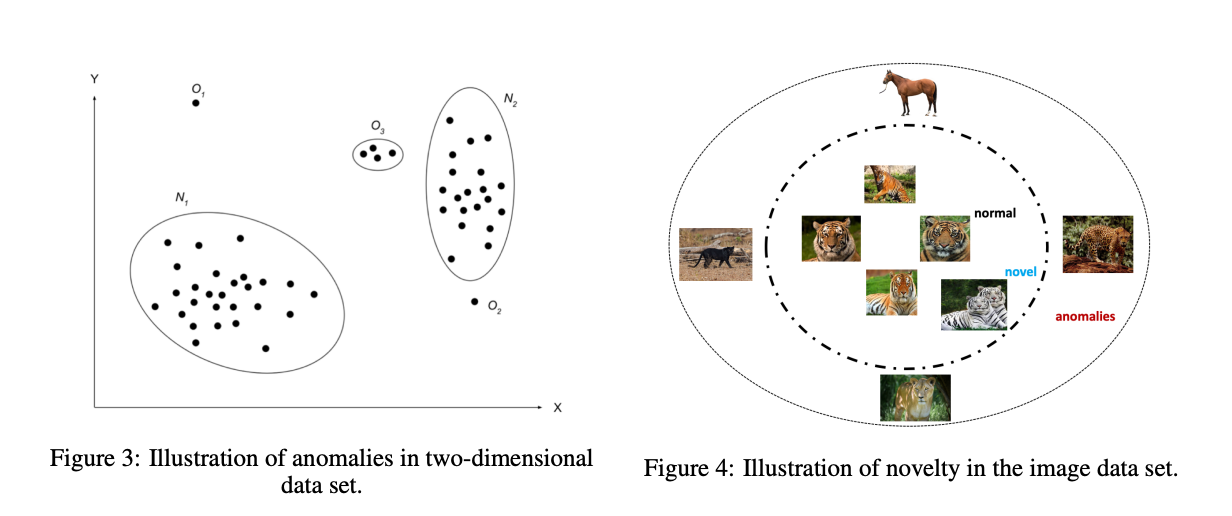 Y
O1
N2
O3
N1
O2
X
Figure 3: Illustration of anomalies in two-dimensional
data set.
normal
novel
anomalies
Figure 4: Illustration of novelty in the image data set.